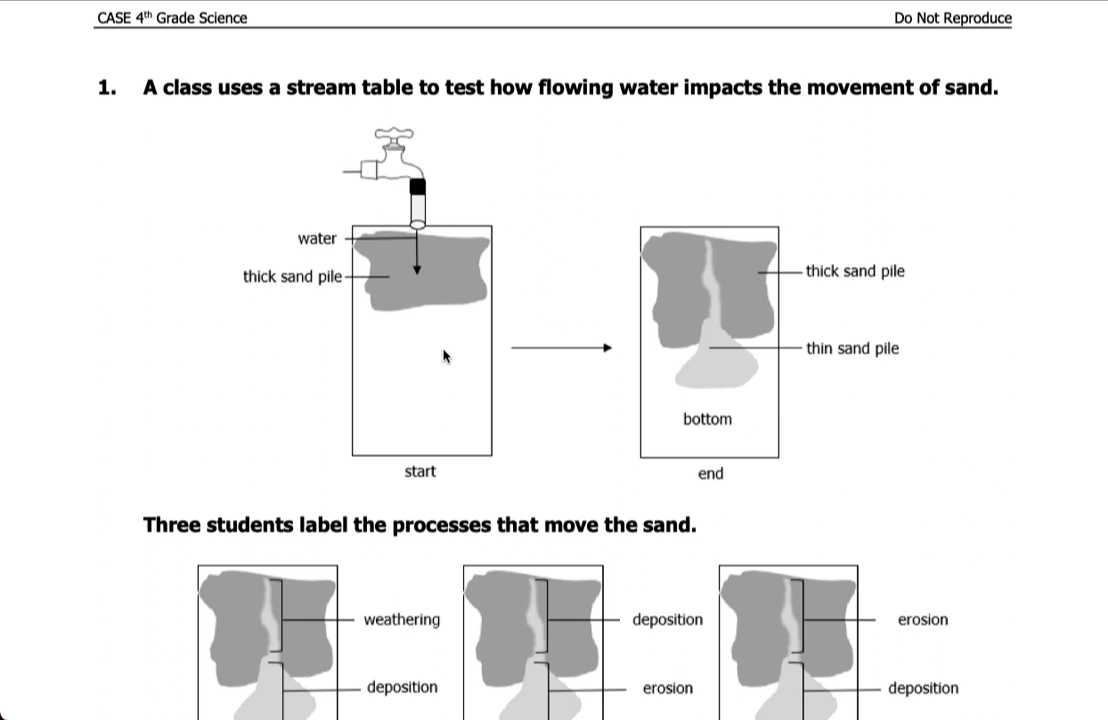 CASE 4th Grade Science Do Not Reproduce
1. A class uses a stream table to test how flowing water impacts the movement of sand.
water
thick sand pile
thick sand pile
thin sand pile
bottom
start
end
Three students label the processes that move the sand.
weathering deposition erosion
deposition erosion deposition